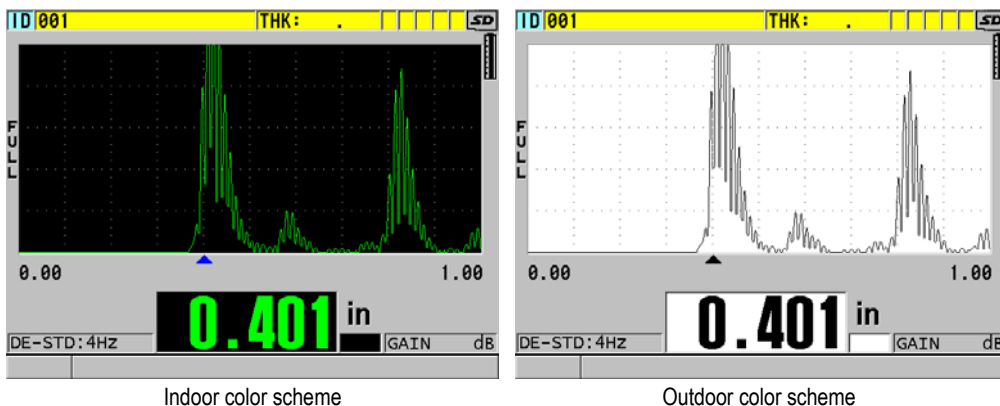 ID 001 THK: . SD
FULL
0.00 1.00
0.401 in
DE-STD:4Hz GAIN dB
Indoor color scheme
ID 001 THK: . SD
FULL
0.00 1.00
0.401 in
DE-STD:4Hz GAIN dB
Outdoor color scheme